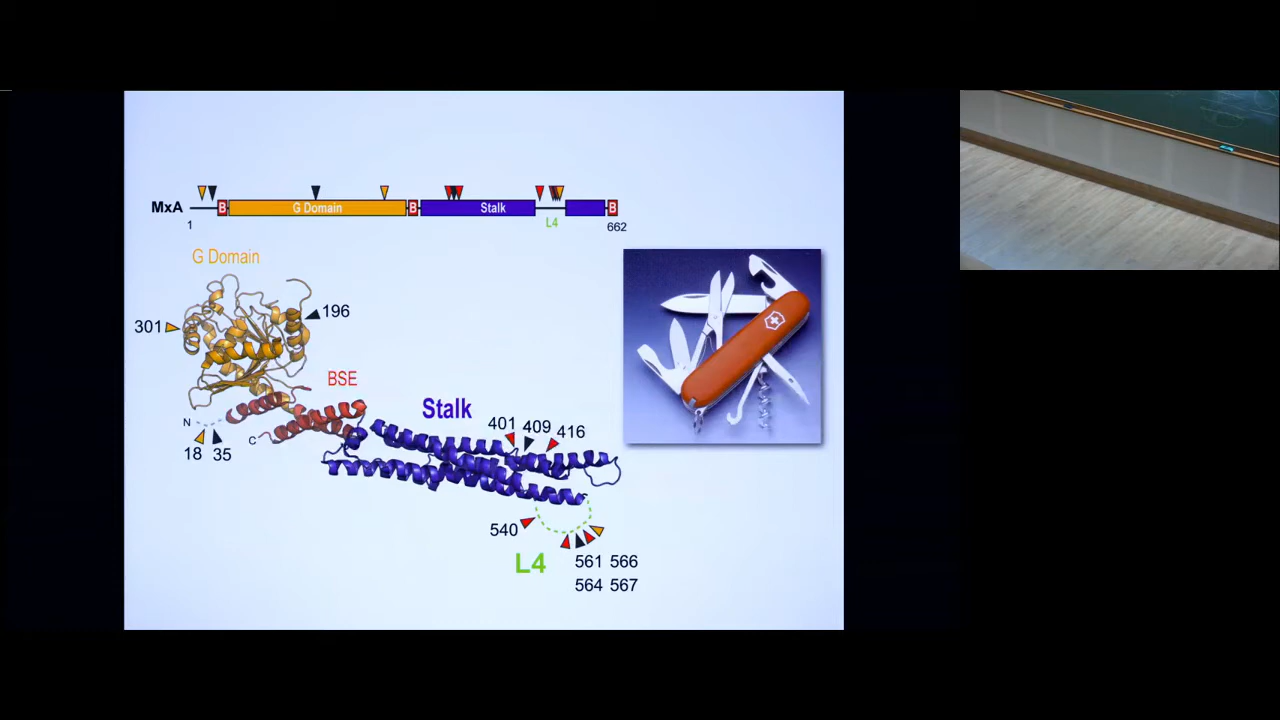 MxA
B
G Domain
B
Stalk
L4
B
1
662
G Domain
301
196
BSE
N
C
18 35
Stalk
401 409 416
540
L4
561 566
564 567